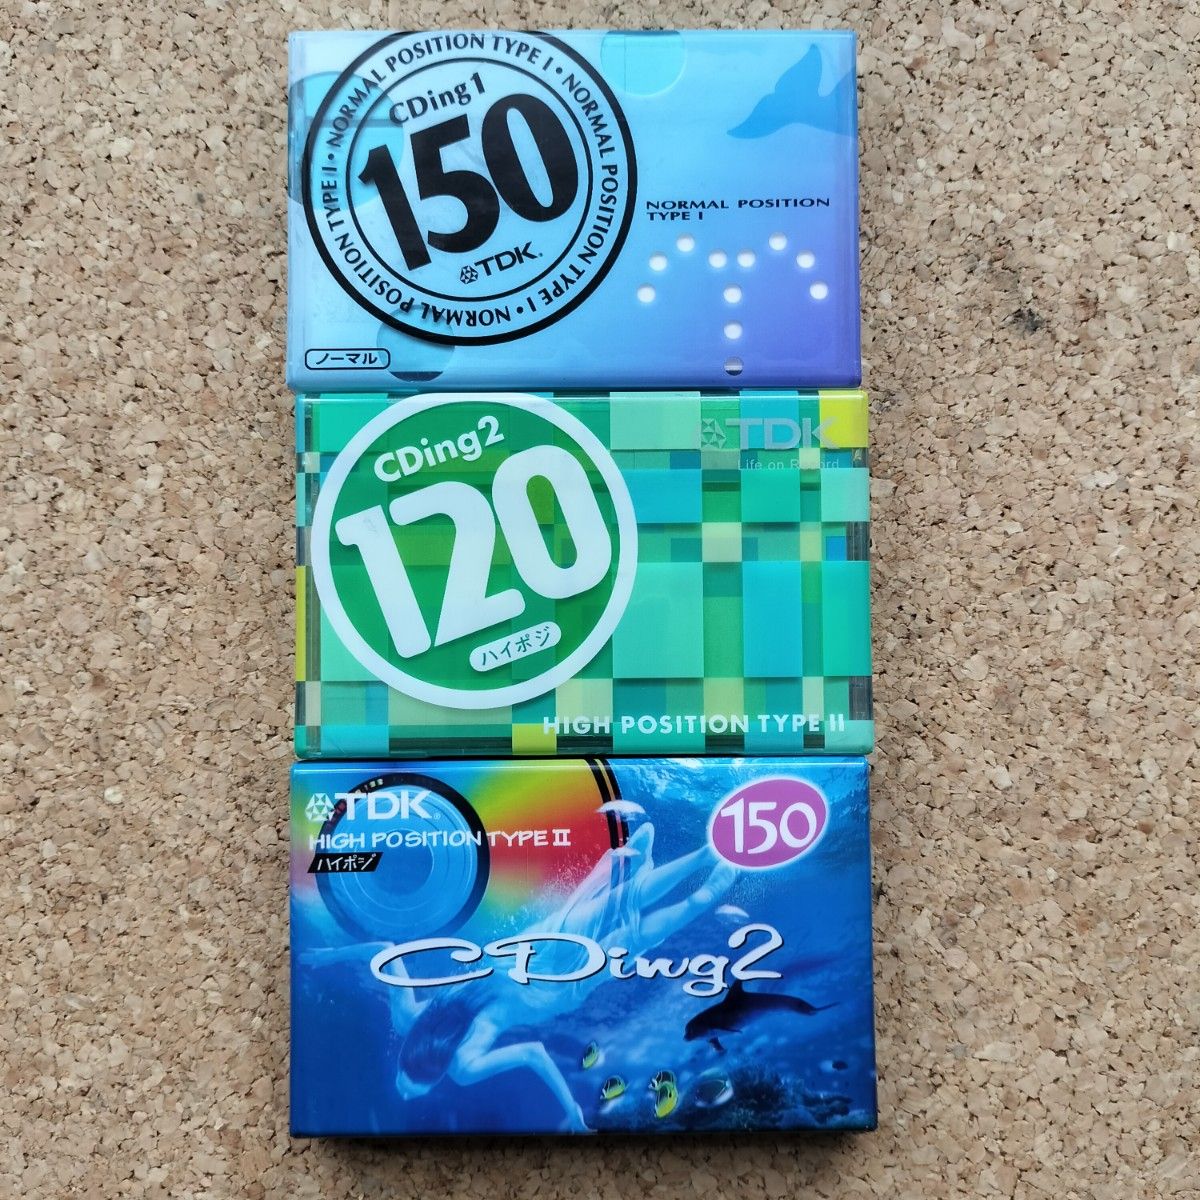 NORMAL POSITION TYPE I • NORMAL POSITION TYPE I • NORMAL POSITION TYPE I •
CDing1
150
TDK®
ノーマル
NORMAL POSITION
TYPE I
CDing2
120
ハイポジ
TDK
Life on Record
HIGH POSITION TYPE II
TDK®
HIGH POSITION TYPE II
ハイポジ
150
CDing2